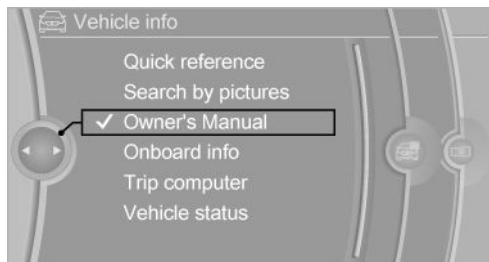 Vehicle info
Quick reference
Search by pictures
Owner's Manual
Onboard info
Trip computer
Vehicle status